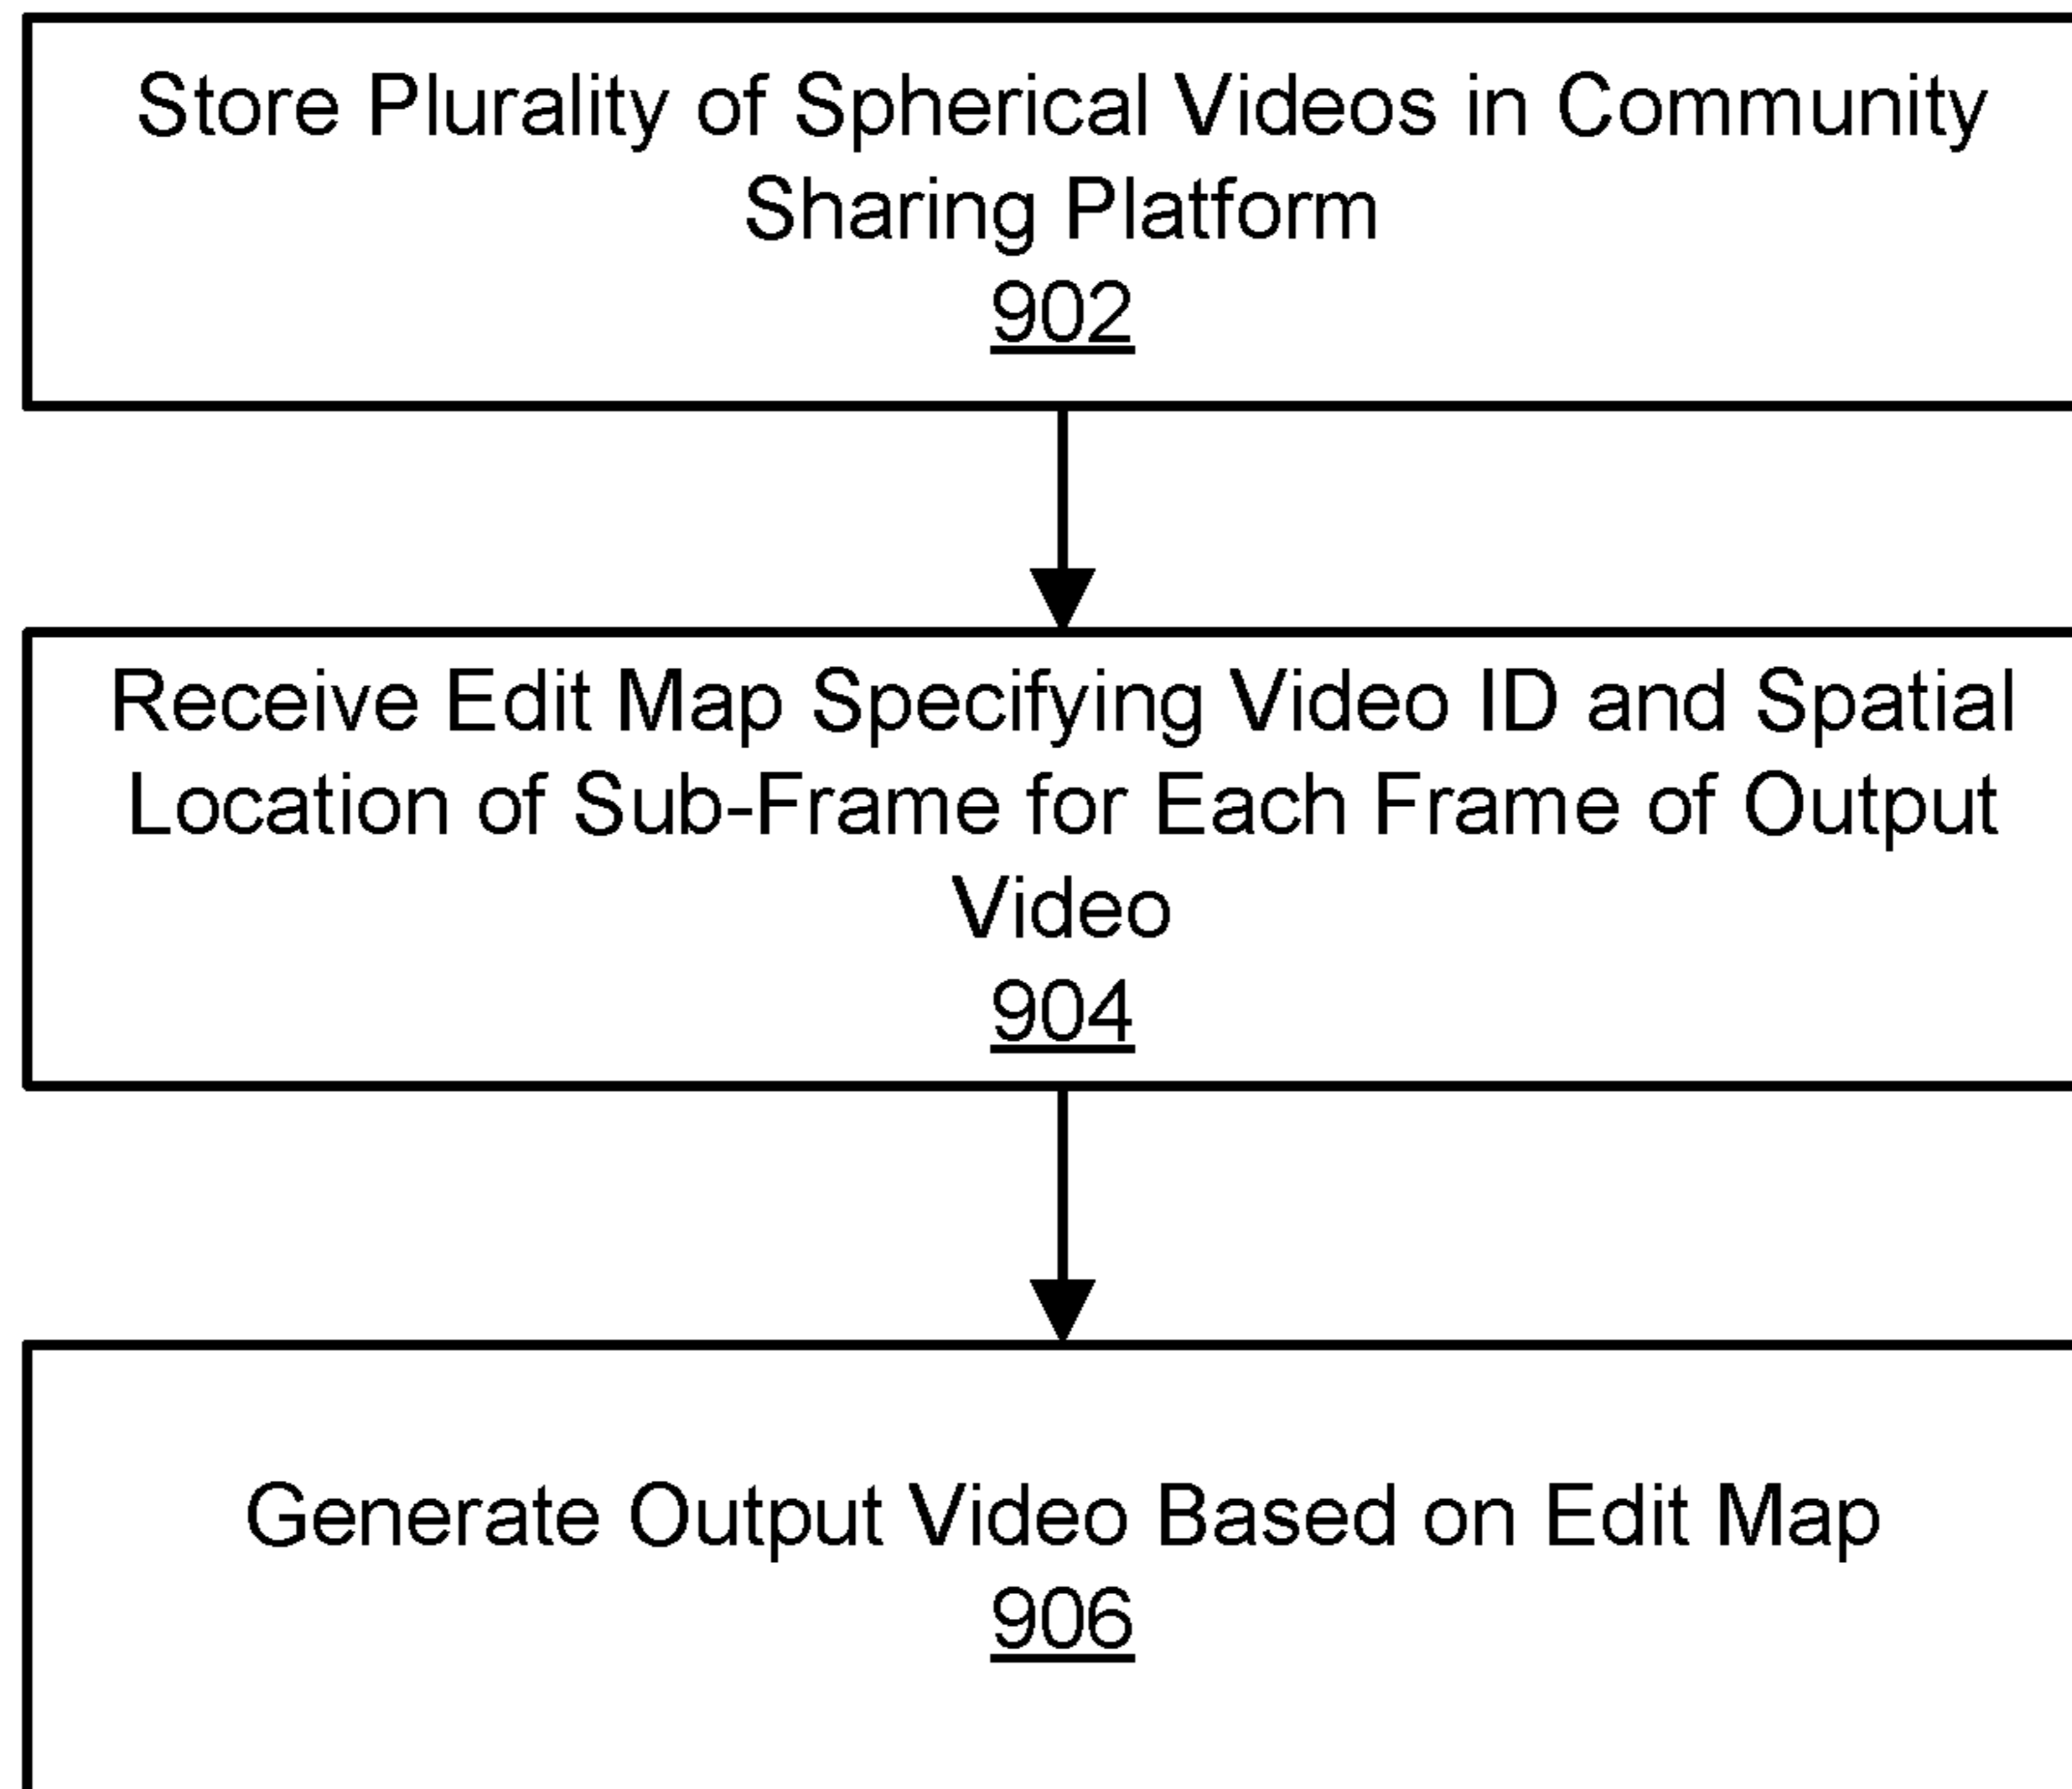 Store Plurality of Spherical Videos in Community
Sharing Platform
902
Receive Edit Map Specifying Video ID and Spatial
Location of Sub-Frame for Each Frame of Output
Video
904
Generate Output Video Based on Edit Map
906